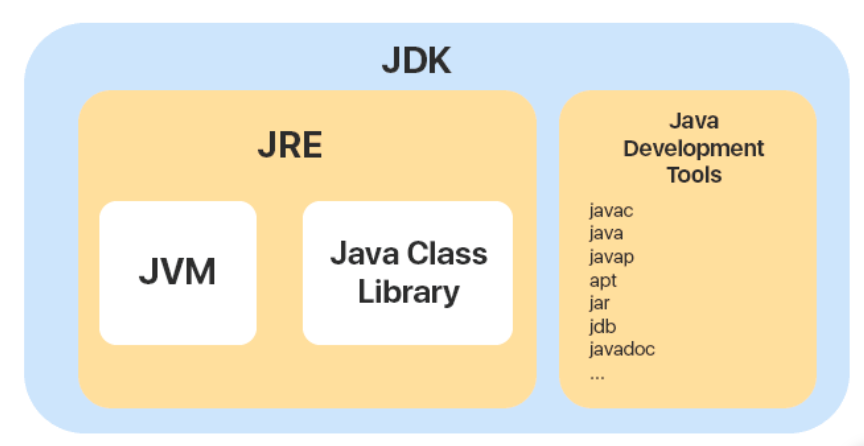 JDK
JRE
JVM
Java Class
Library
Java
Development
Tools
javac
java
javap
apt
jar
jdb
javadoc
...